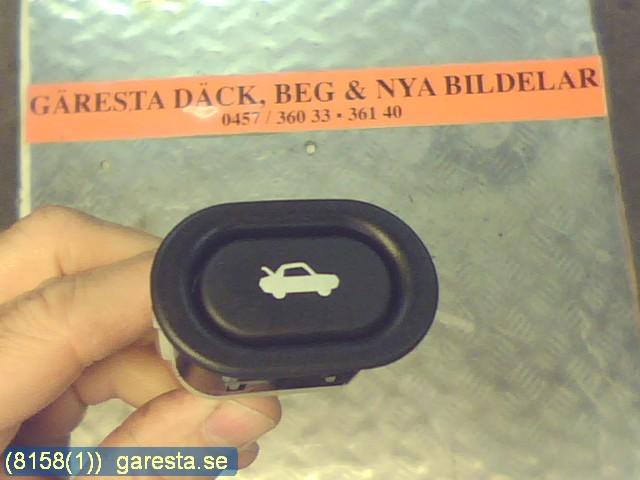 GÄRESTA DÄCK, BEG & NYA BILDELAR
0457 / 360 33 • 361 40
(8158(1)) garesta.se